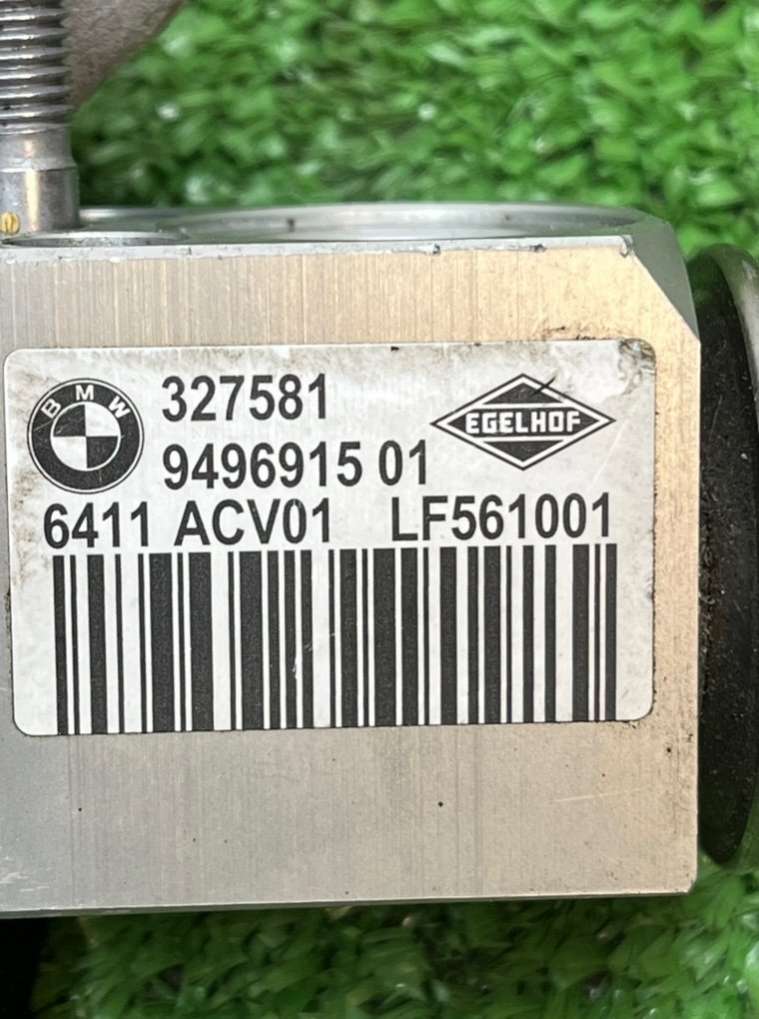 BMW
327581
EGELHOF
9496915 01
6411 ACV01 LF561001